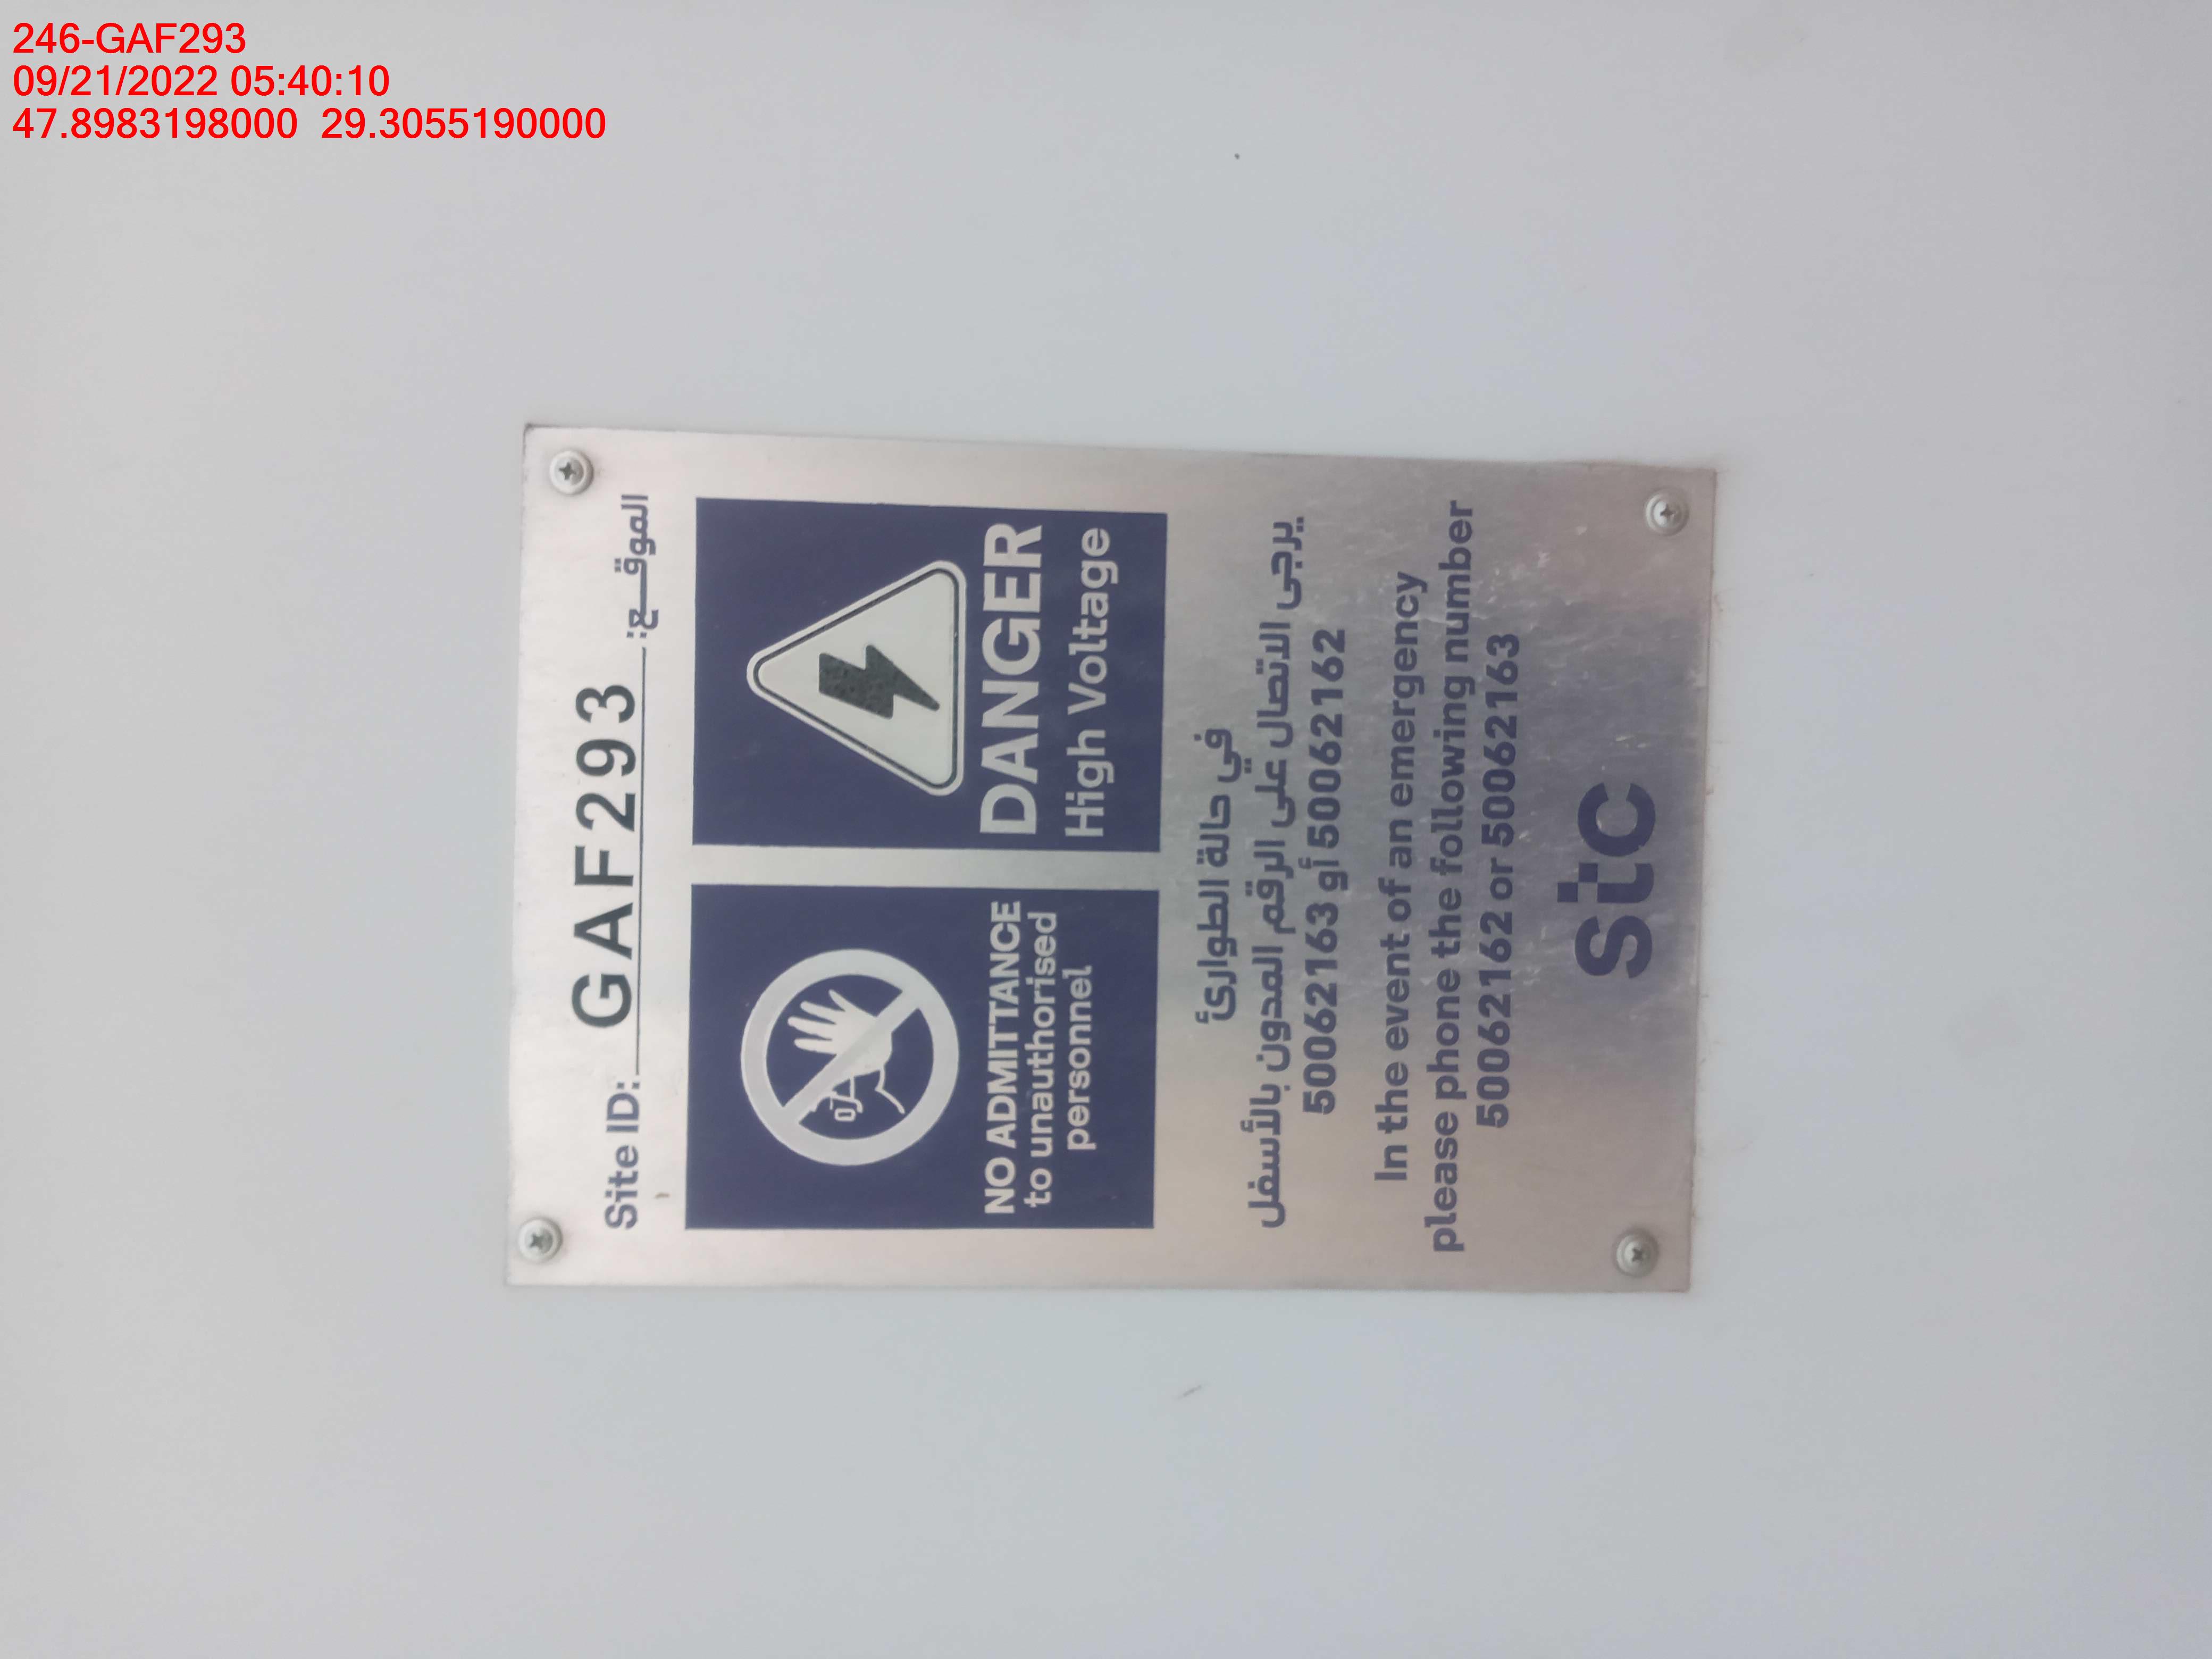 246-GAF293
09/21/2022 05:40:10
47.8983198000 29.3055190000
Site ID: GAF293 الموقــع:
NO ADMITTANCE
to unauthorised
personnel
DANGER
High Voltage
في حالة الطوارئ
يرجى الاتصال على الرقم المدون بالأسفل
50062163 أو 50062162
In the event of an emergency
please phone the following number
50062162 or 50062163
stc